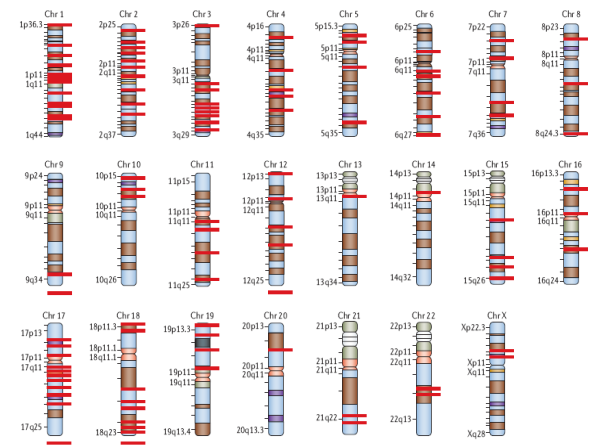 Chr 1
1p36.3
1p11
1q11
1q44
Chr 2
2p25
2p11
2q11
2q37
Chr 3
3p26
3p11
3q11
3q29
Chr 4
4p16
4p11
4q11
4q35
Chr 5
5p15.3
5p11
5q11
5q35
Chr 6
6p25
6p11
6q11
6q27
Chr 7
7p22
7p11
7q11
7q36
Chr 8
8p23
8p11
8q11
8q24.3
Chr 9
9p24
9p11
9q11
9q34
Chr 10
10p15
10p11
10q11
10q26
Chr 11
11p15
11p11
11q11
11q25
Chr 12
12p13
12p11
12q11
12q25
Chr 13
13p13
13p11
13q11
13q34
Chr 14
14p13
14p11
14q11
14q32
Chr 15
15p13
15p11
15q11
15q26
Chr 16
16p13.3
16p11
16q11
16q24
Chr 17
17p13
17p11
17q11
17q25
Chr 18
18p11.3
18p11.1
18q11.1
18q23
Chr 19
19p13.3
19p11
19q11
19q13.4
Chr 20
20p13
20p11
20q11
20q13.3
Chr 21
21p13
21p11
21q11
21q22
Chr 22
22p13
22p11
22q11
22q13
Chr X
Xp22.3
Xp11
Xq11
Xq28